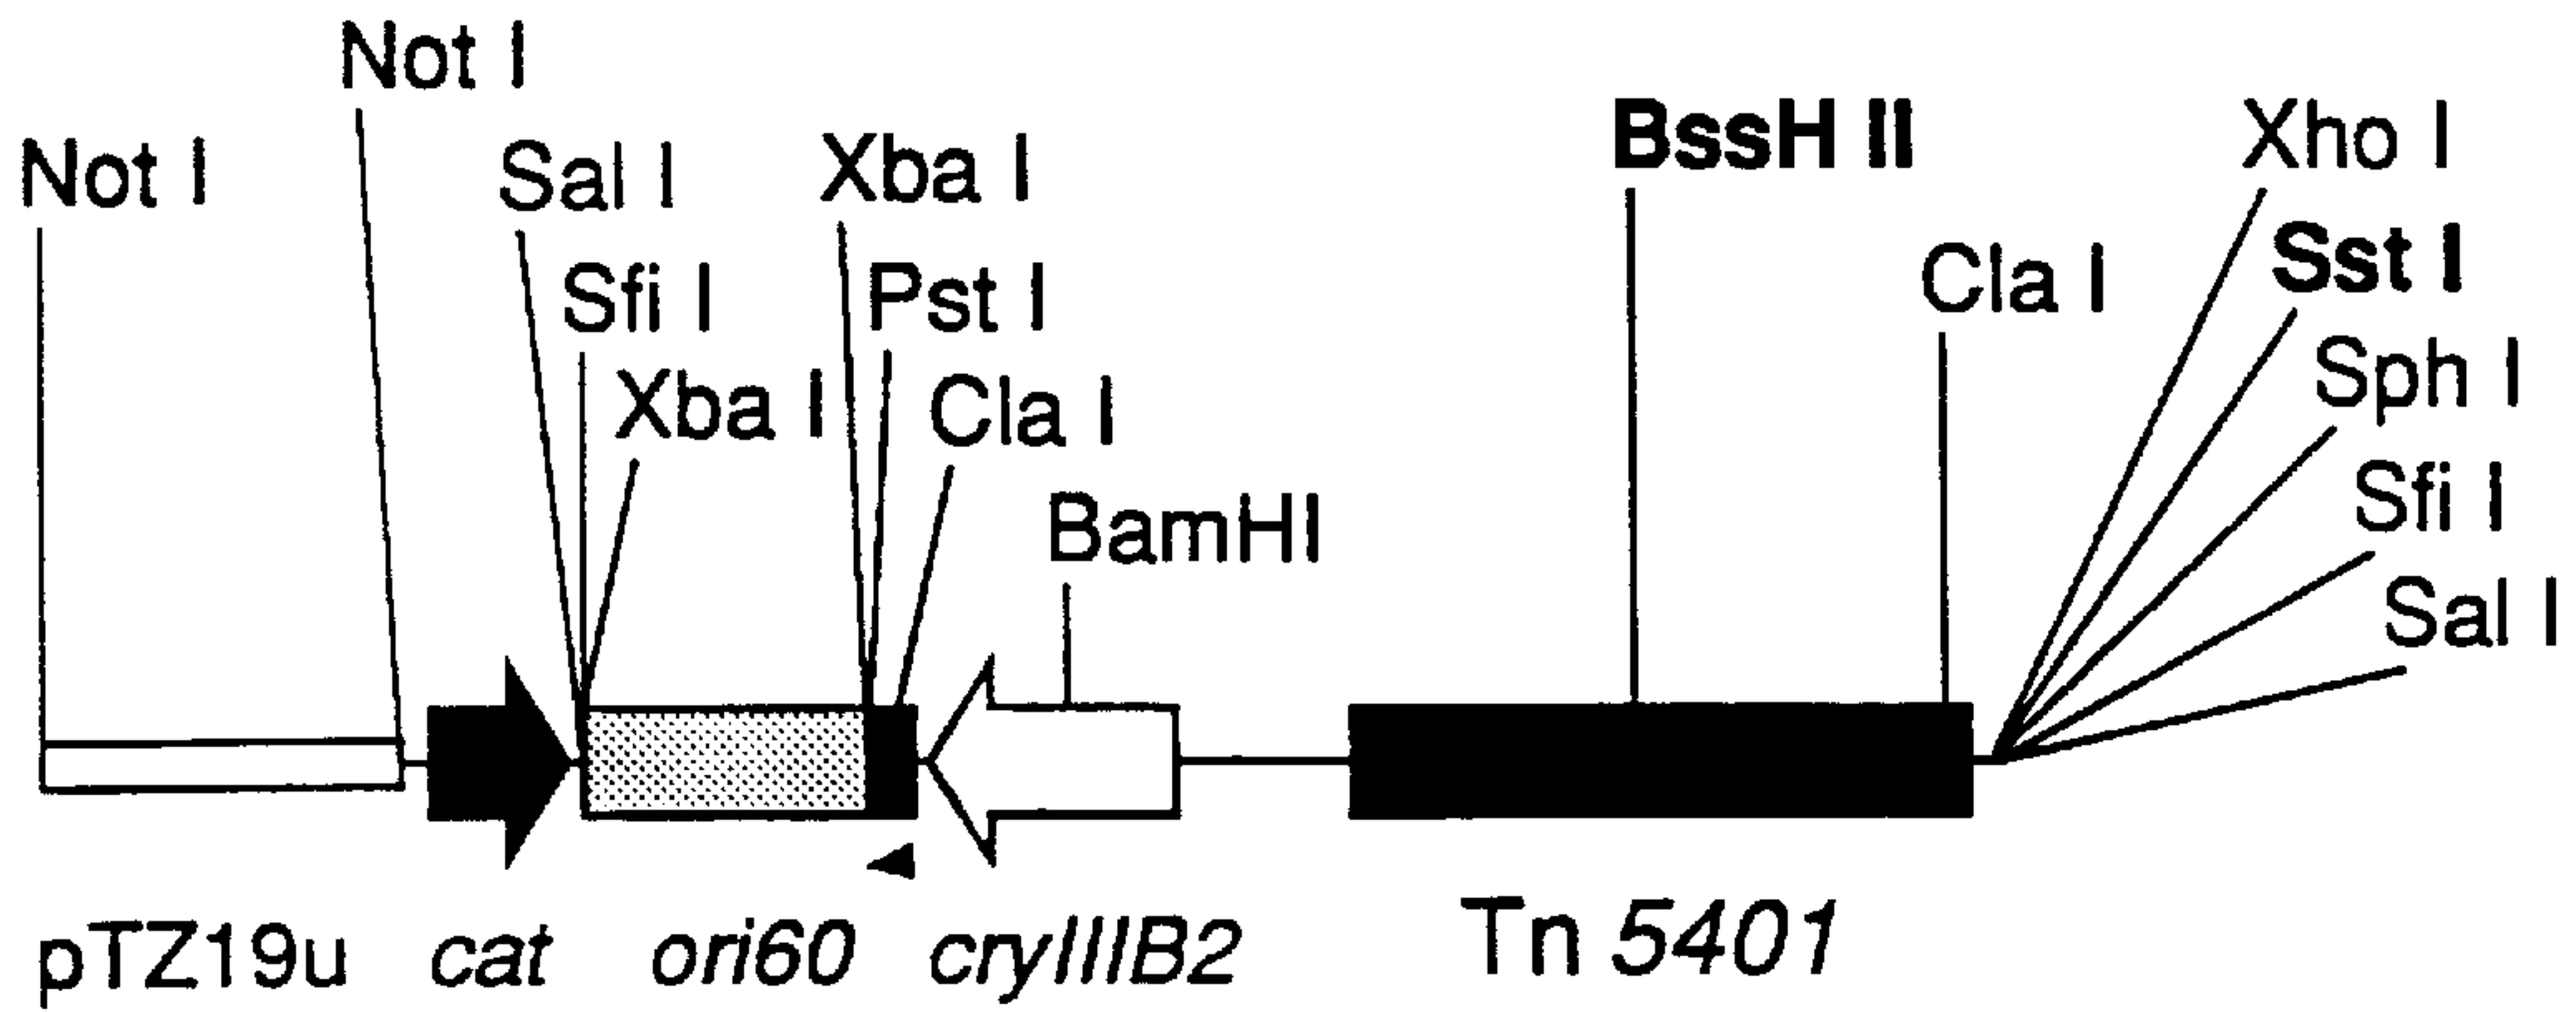 Not I
Not I
Sal I
Sfi I
Xba I
Xba I
Pst I
Cla I
BamHI
BssH II
Cla I
Xho I
Sst I
Sph I
Sfi I
Sal I
pTZ19u cat ori60 cryIIIB2 Tn 5401